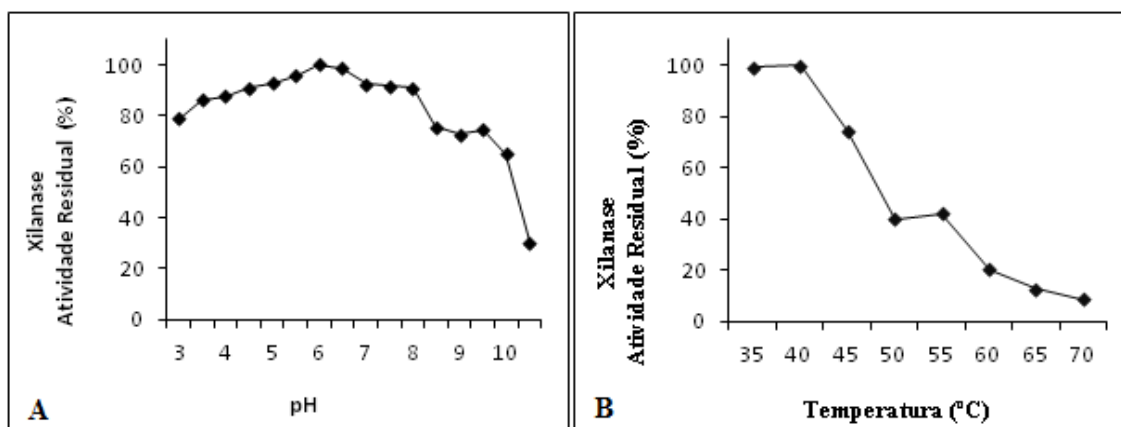 Xilanase
Atividade Residual (%)
100
80
60
40
20
0
3 4 5 6 7 8 9 10
A
pH
Xilanase
Atividade Residual (%)
100
80
60
40
20
0
35 40 45 50 55 60 65 70
B
Temperatura (ºC)